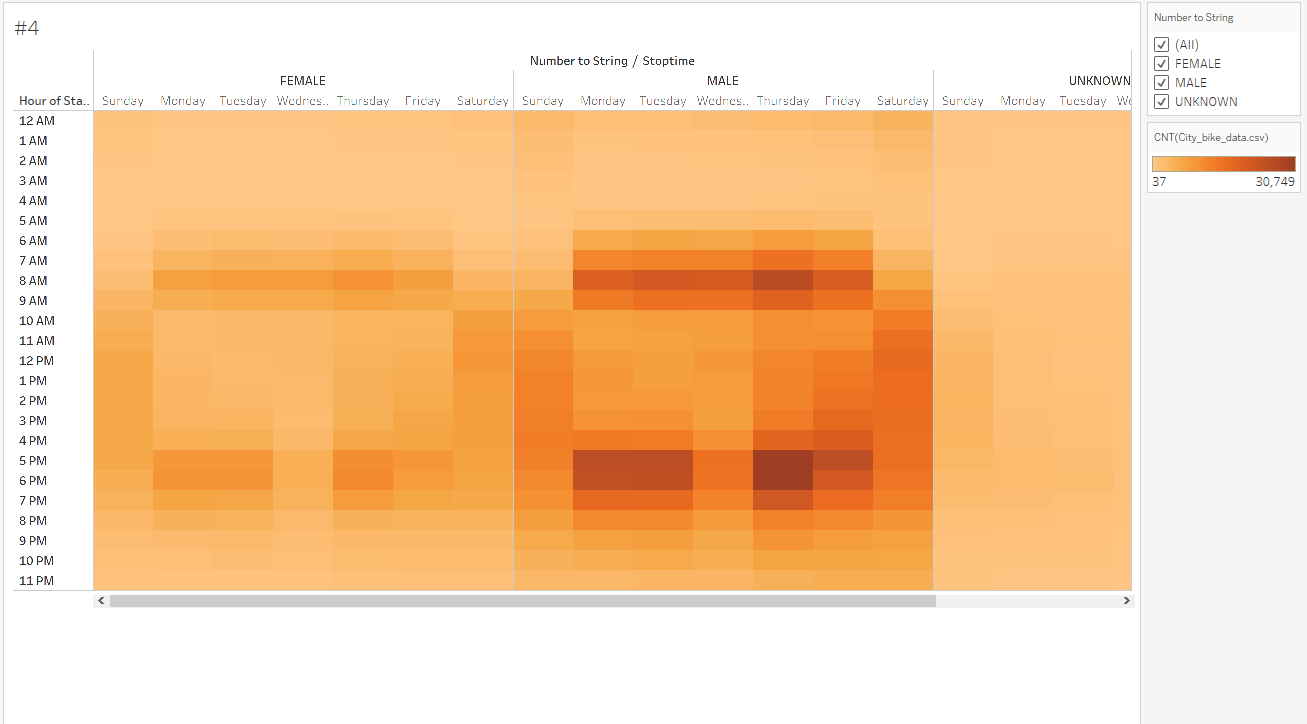 #4
Number to String / Stoptime
FEMALE MALE UNKNOWN
Hour of Sta.. Sunday Monday Tuesday Wednes.. Thursday Friday Saturday Sunday Monday Tuesday Wednes.. Thursday Friday Saturday Sunday Monday Tuesday We
12 AM
1 AM
2 AM
3 AM
4 AM
5 AM
6 AM
7 AM
8 AM
9 AM
10 AM
11 AM
12 PM
1 PM
2 PM
3 PM
4 PM
5 PM
6 PM
7 PM
8 PM
9 PM
10 PM
11 PM
Number to String
(All)
FEMALE
MALE
UNKNOWN
CNT(City_bike_data.csv)
37 30,749